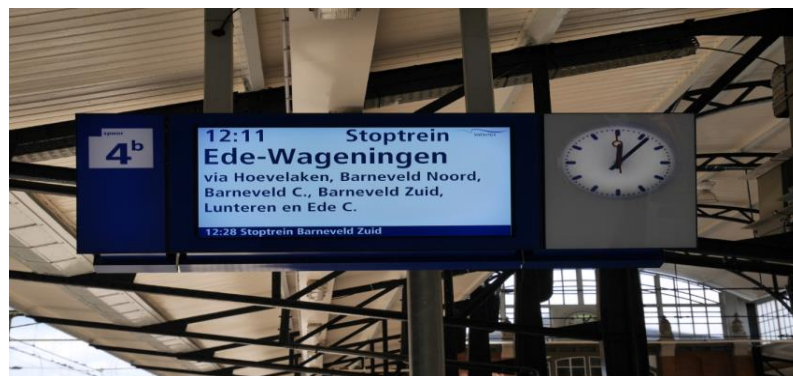 spoor
4b
12:11 Stoptrein
Ede-Wageningen
via Hoevelaken, Barneveld Noord,
Barneveld C., Barneveld Zuid,
Lunteren en Ede C.
12:28 Stoptrein Barneveld Zuid